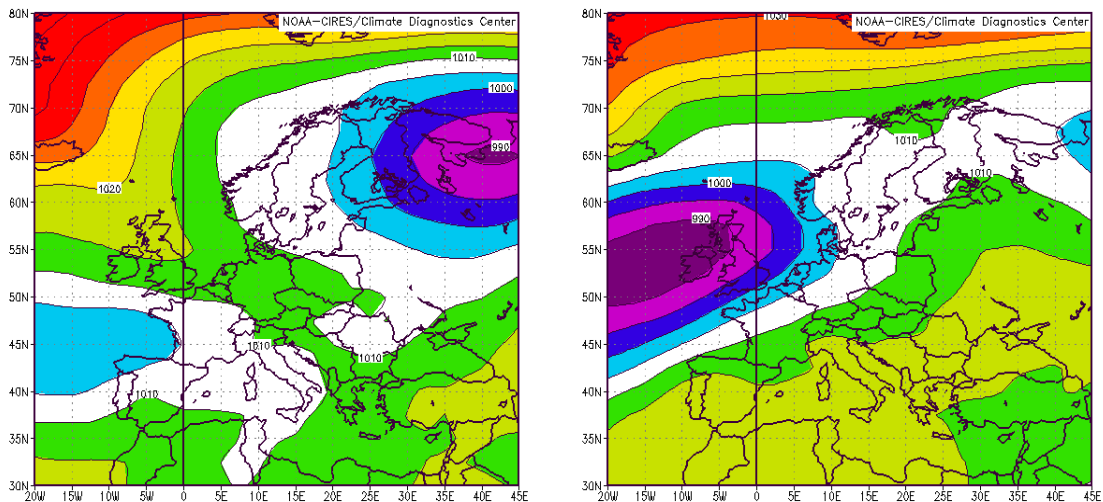 NOAA-CIRES/Climate Diagnostics Center
80N
75N
1010
1000
70N
65N
990
1020
60N
55N
50N
45N
1010
1010
40N
1010
35N
30N
20W 15W 10W 5W 0 5E 10E 15E 20E 25E 30E 35E 40E 45E
1030
NOAA-CIRES/Climate Diagnostics Center
80N
75N
70N
1010
65N
1000
1010
60N
990
55N
50N
45N
40N
35N
30N
20W 15W 10W 5W 0 5E 10E 15E 20E 25E 30E 35E 40E 45E